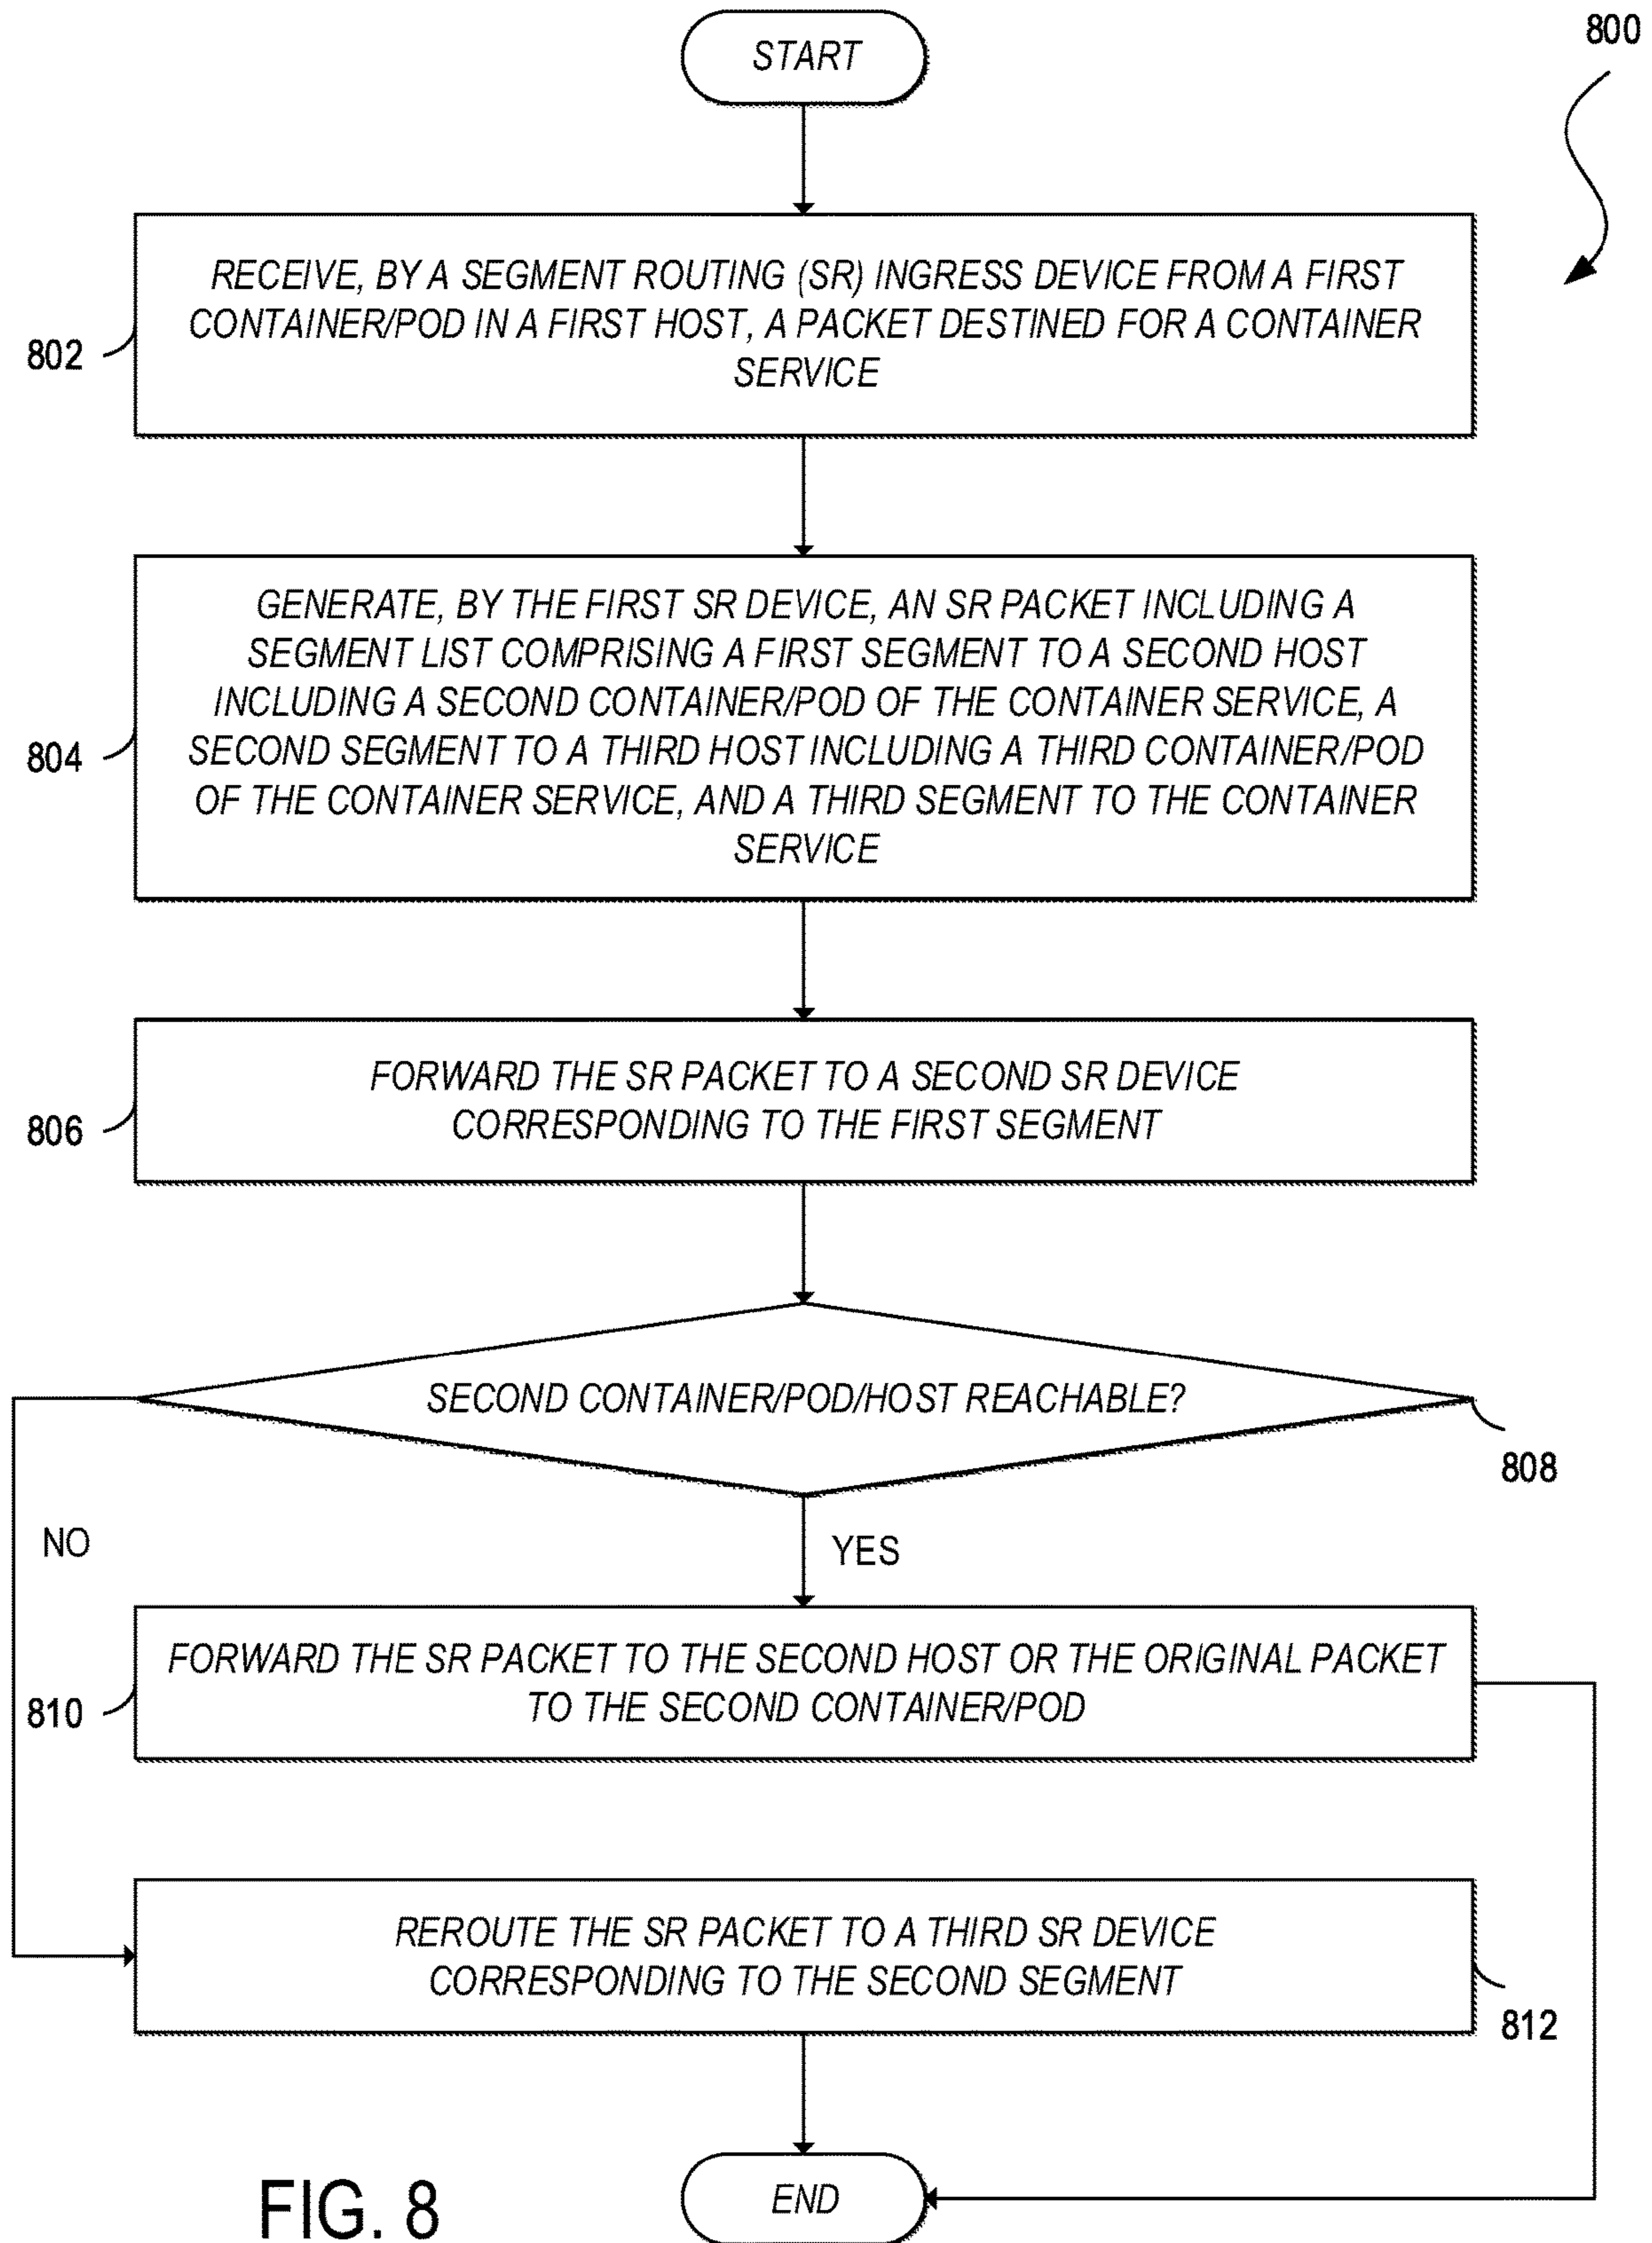 START
800
RECEIVE, BY A SEGMENT ROUTING (SR) INGRESS DEVICE FROM A FIRST
CONTAINER/POD IN A FIRST HOST, A PACKET DESTINED FOR A CONTAINER
SERVICE
802
GENERATE, BY THE FIRST SR DEVICE, AN SR PACKET INCLUDING A
SEGMENT LIST COMPRISING A FIRST SEGMENT TO A SECOND HOST
INCLUDING A SECOND CONTAINER/POD OF THE CONTAINER SERVICE, A
SECOND SEGMENT TO A THIRD HOST INCLUDING A THIRD CONTAINER/POD
OF THE CONTAINER SERVICE, AND A THIRD SEGMENT TO THE CONTAINER
SERVICE
804
FORWARD THE SR PACKET TO A SECOND SR DEVICE
CORRESPONDING TO THE FIRST SEGMENT
806
SECOND CONTAINER/POD/HOST REACHABLE?
808
NO
YES
FORWARD THE SR PACKET TO THE SECOND HOST OR THE ORIGINAL PACKET
TO THE SECOND CONTAINER/POD
810
REROUTE THE SR PACKET TO A THIRD SR DEVICE
CORRESPONDING TO THE SECOND SEGMENT
812
END
FIG. 8